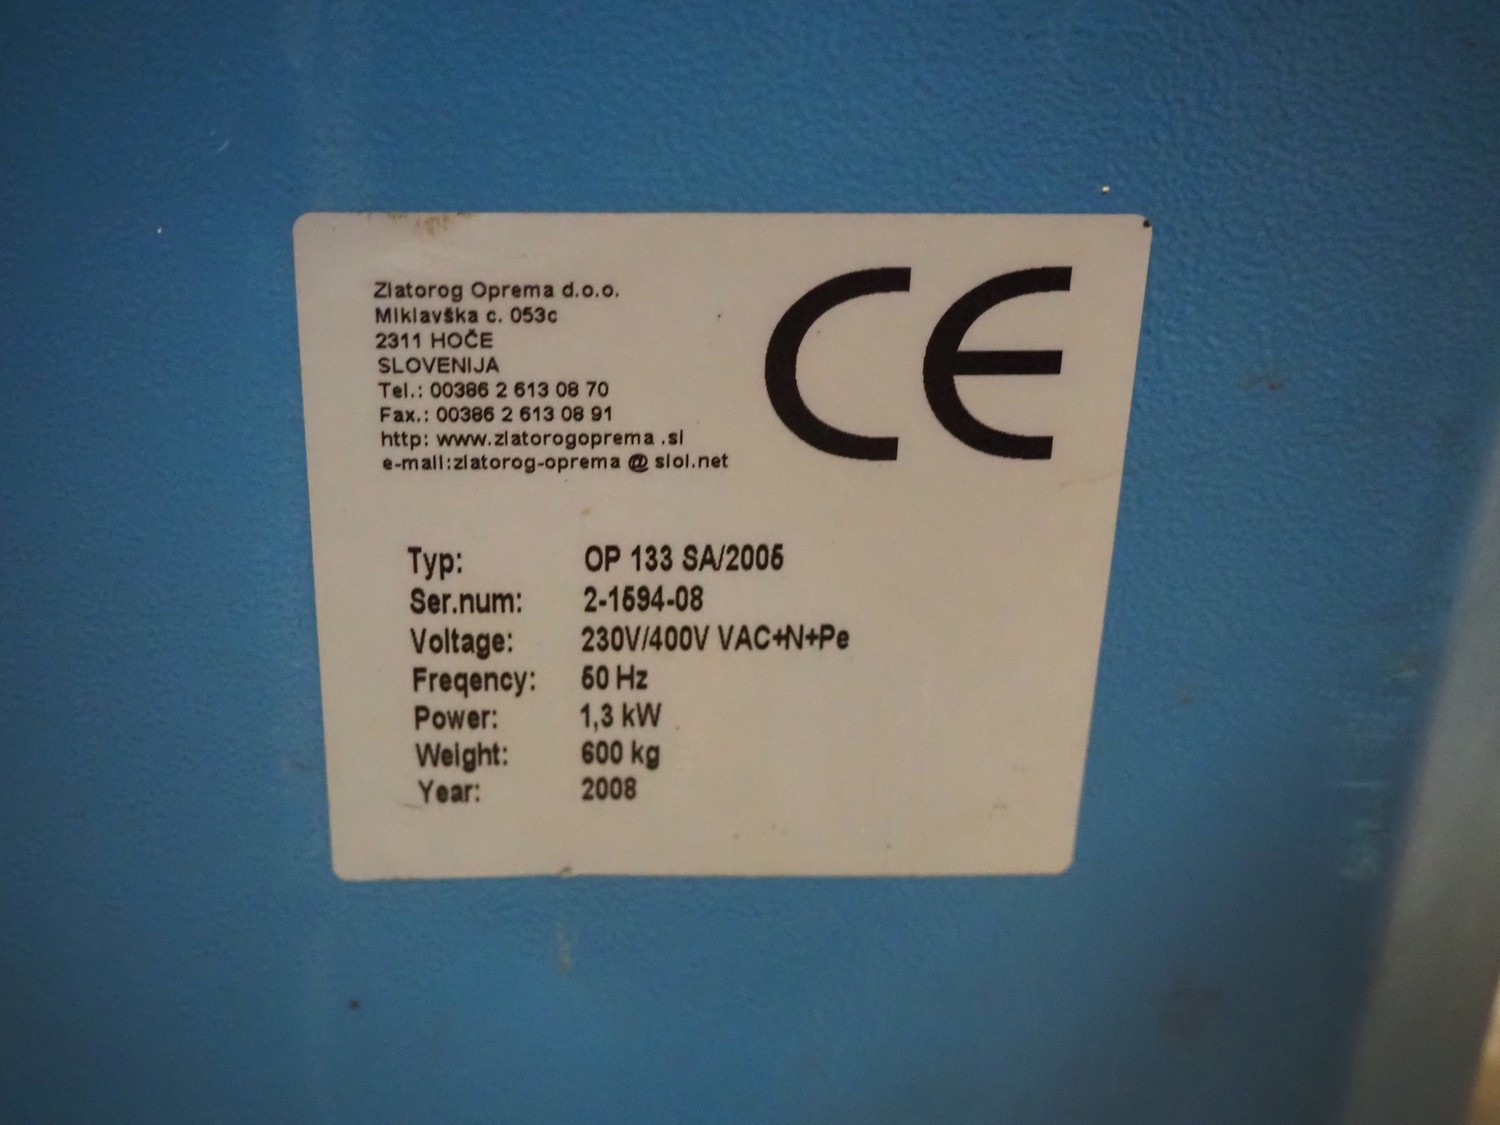 Zlatorog Oprema d.o.o.
Miklavška c. 053c
2311 HOČE
SLOVENIJA
Tel.: 00386 2 613 08 70
Fax.: 00386 2 613 08 91
http: www.zlatorogoprema .si
e-mail:zlatorog-oprema @ siol.net
CE
Typ: OP 133 SA/2005
Ser.num: 2-1594-08
Voltage: 230V/400V VAC+N+Pe
Freqency: 50 Hz
Power: 1,3 kW
Weight: 600 kg
Year: 2008